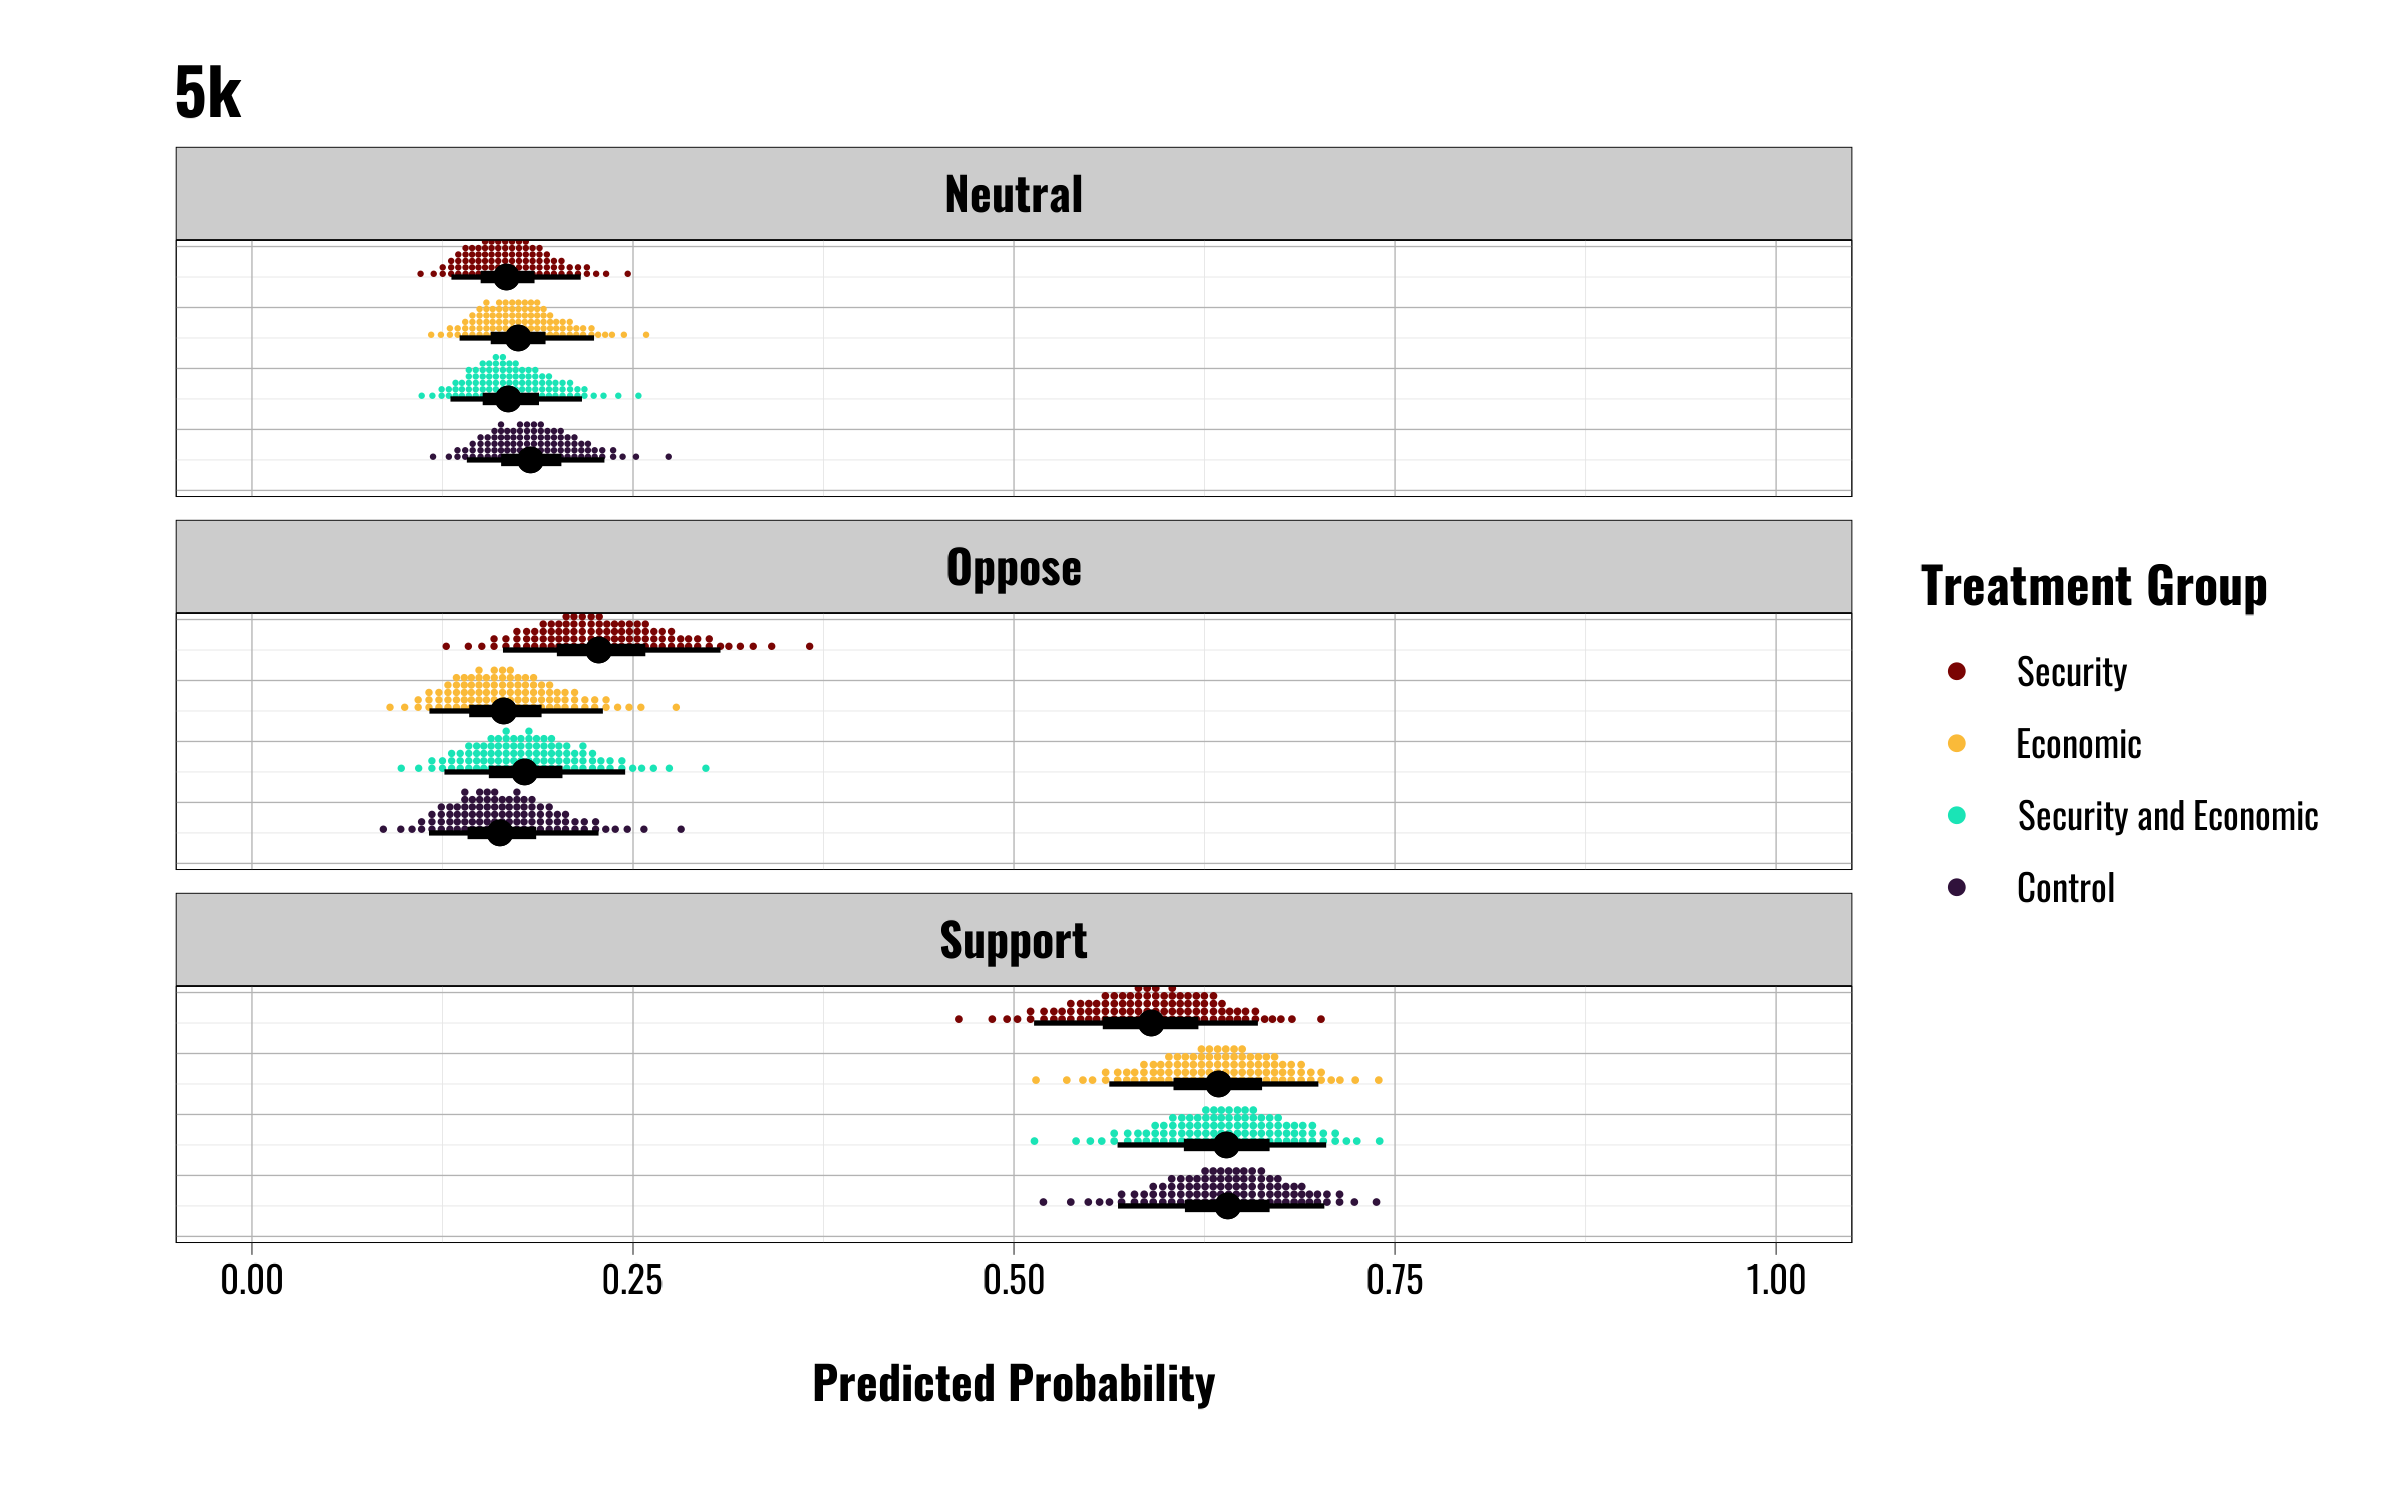 5k
Neutral
Oppose
Support
0.00 0.25 0.50 0.75 1.00
Predicted Probability
Treatment Group
Security
Economic
Security and Economic
Control